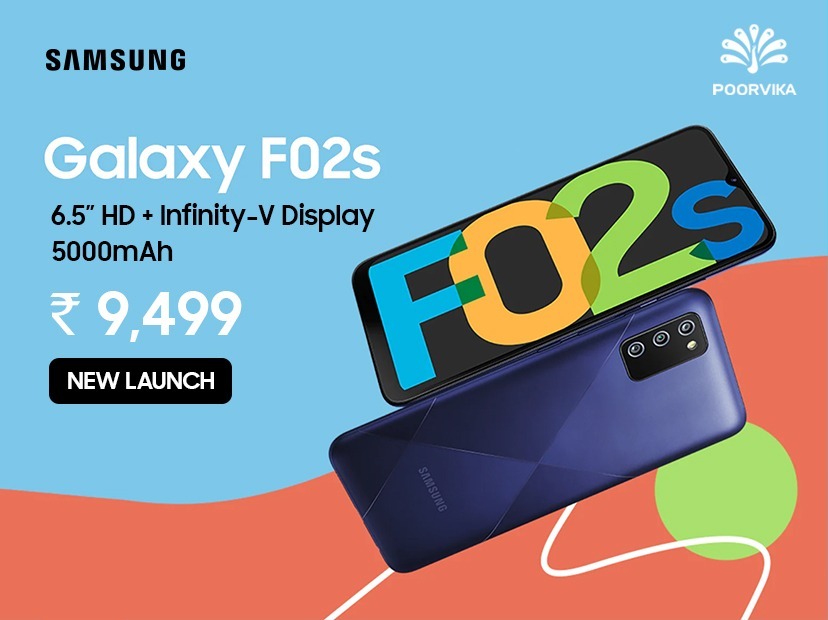 SAMSUNG
POORVIKA
Galaxy F02s
6.5” HD + Infinity-V Display
5000mAh
₹ 9,499
NEW LAUNCH
F02s
SAMSUNG